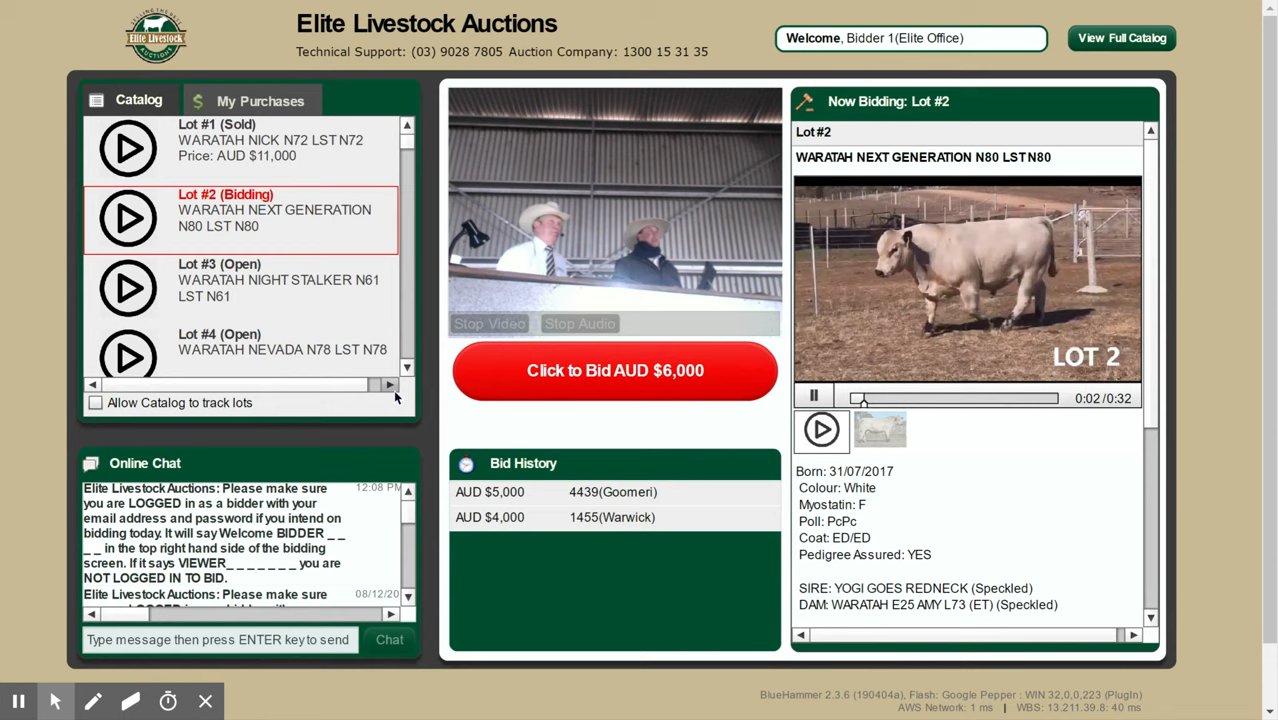 Elite Livestock
AUCTIONS
Elite Livestock Auctions
Technical Support: (03) 9028 7805 Auction Company: 1300 15 31 35
Welcome, Bidder 1(Elite Office)
View Full Catalog
Catalog
My Purchases
Lot #1 (Sold)
WARATAH NICK N72 LST N72
Price: AUD $11,000
Lot #2 (Bidding)
WARATAH NEXT GENERATION
N80 LST N80
Lot #3 (Open)
WARATAH NIGHT STALKER N61
LST N61
Lot #4 (Open)
WARATAH NEVADA N78 LST N78
Allow Catalog to track lots
Online Chat
Elite Livestock Auctions: Please make sure 12:08 PM
you are LOGGED in as a bidder with your
email address and password if you intend on
bidding today. It will say Welcome BIDDER _ _
_ _ in the top right hand side of the bidding
screen. If it says VIEWER_ _ _ _ _ _ _ you are
NOT LOGGED IN TO BID.
Elite Livestock Auctions: Please make sure 08/12/20
Type message then press ENTER key to send
Chat
Stop Video Stop Audio
Click to Bid AUD $6,000
Bid History
AUD $5,000 4439(Goomeri)
AUD $4,000 1455(Warwick)
Now Bidding: Lot #2
Lot#2
WARATAH NEXT GENERATION N80 LST N80
LOT 2
0:02 / 0:32
Born: 31/07/2017
Colour: White
Myostatin: F
Poll: PcPc
Coat: ED/ED
Pedigree Assured: YES
SIRE: YOGI GOES REDNECK (Speckled)
DAM: WARATAH E25 AMY L73 (ET) (Speckled)
BlueHammer 2.3.6 (190404a), Flash: Google Pepper : WIN 32,0,0,223 (PlugIn)
AWS Network: 1 ms | WBS: 13.211.39.8: 40 ms